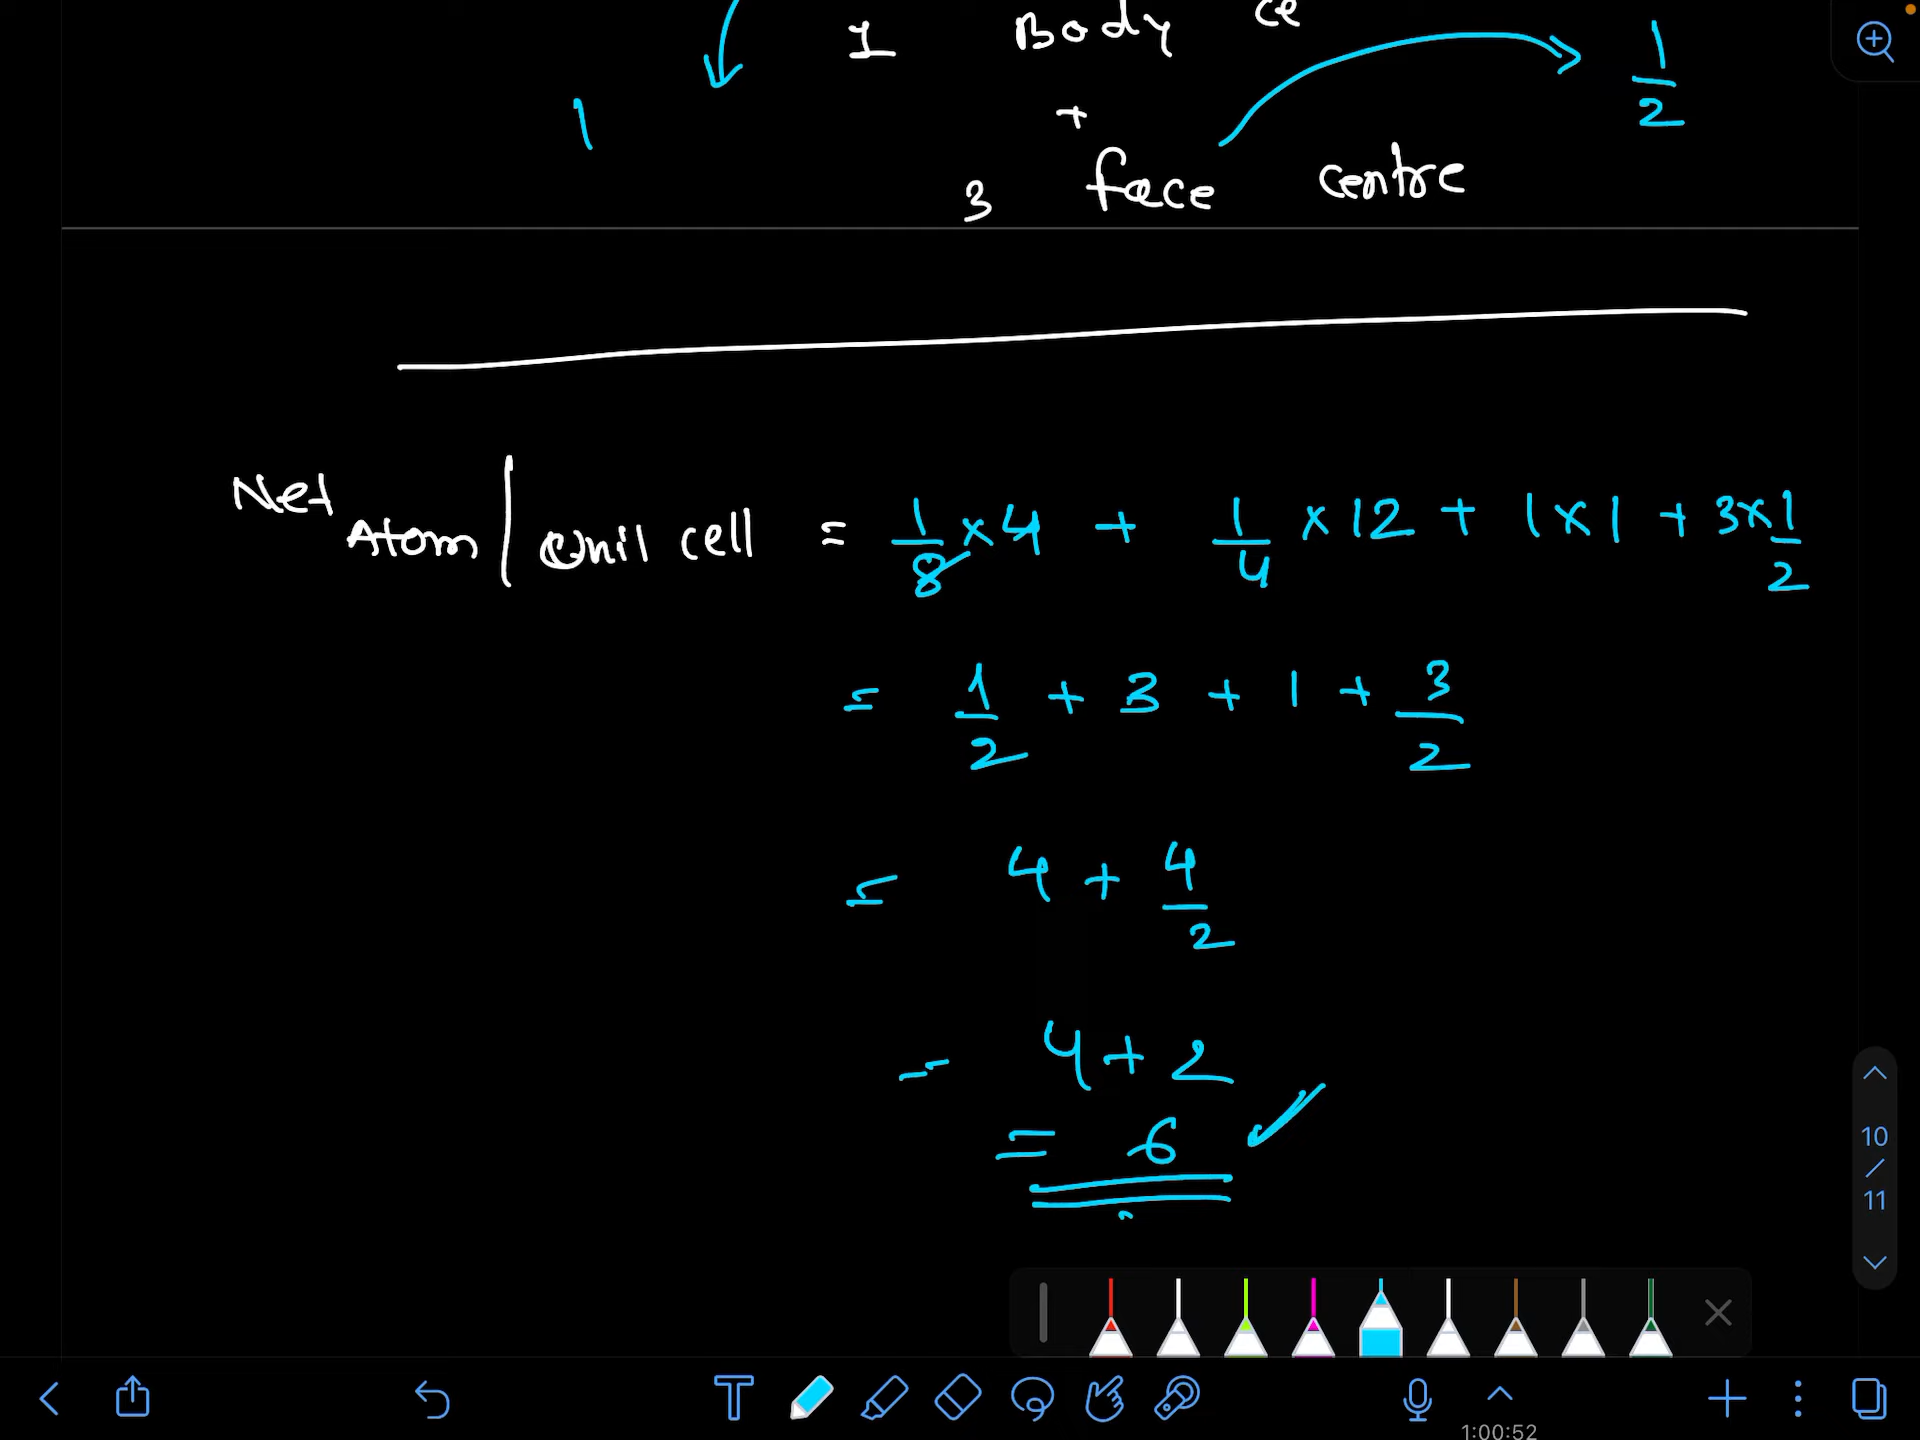 1 Body ce
1 + 1/2
3 face centre
Net Atom | unit cell = 1/8 × 4 + 1/4 × 12 + 1 × 1 + 3 × 1/2
= 1/2 + 3 + 1 + 3/2
= 4 + 4/2
= 4 + 2
= 6 ✓
10
/
11
T
1:00:52